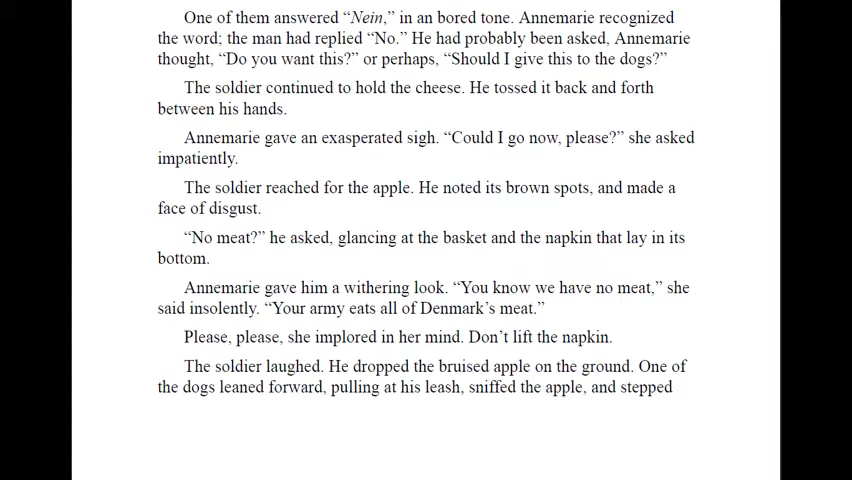 One of them answered “Nein,” in an bored tone. Annemarie recognized
the word; the man had replied “No.” He had probably been asked, Annemarie
thought, “Do you want this?” or perhaps, “Should I give this to the dogs?”
The soldier continued to hold the cheese. He tossed it back and forth
between his hands.
Annemarie gave an exasperated sigh. “Could I go now, please?” she asked
impatiently.
The soldier reached for the apple. He noted its brown spots, and made a
face of disgust.
“No meat?” he asked, glancing at the basket and the napkin that lay in its
bottom.
Annemarie gave him a withering look. “You know we have no meat,” she
said insolently. “Your army eats all of Denmark’s meat.”
Please, please, she implored in her mind. Don’t lift the napkin.
The soldier laughed. He dropped the bruised apple on the ground. One of
the dogs leaned forward, pulling at his leash, sniffed the apple, and stepped